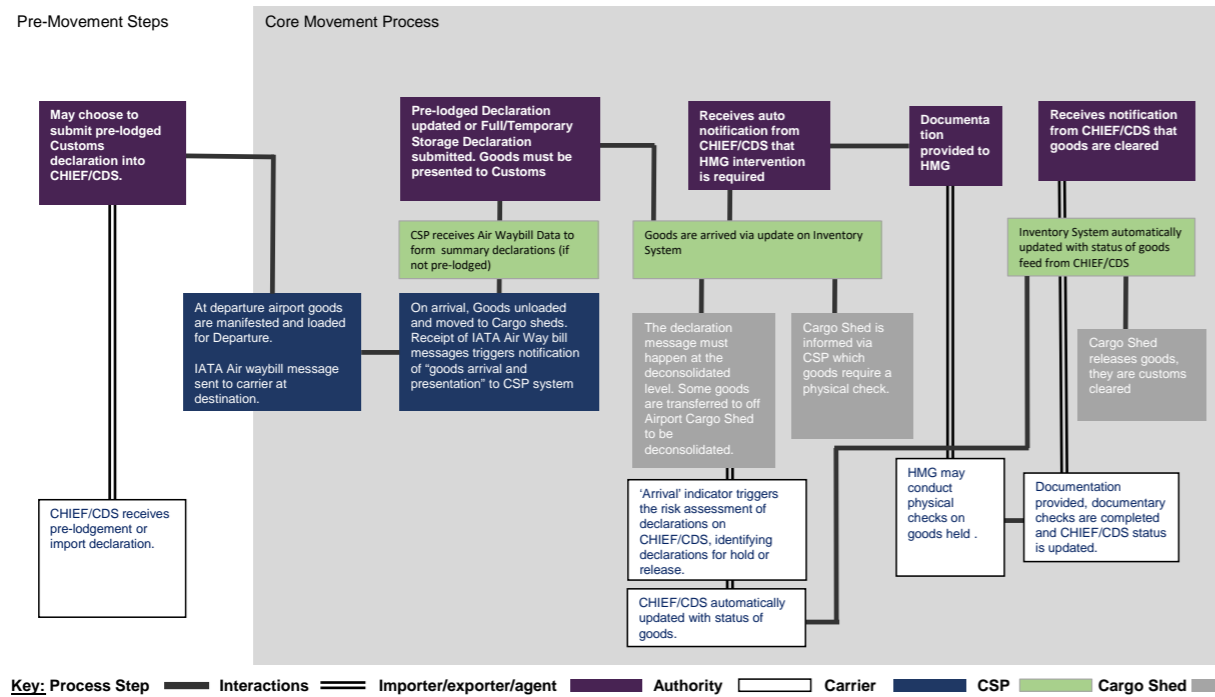 Pre-Movement Steps
Core Movement Process
May choose to
submit pre-lodged
Customs
declaration into
CHIEF/CDS.
Pre-lodged Declaration
updated or Full/Temporary
Storage Declaration
submitted. Goods must be
presented to Customs
Receives auto
notification from
CHIEF/CDS that
HMG intervention
is required
Documenta
tion
provided to
HMG
Receives notification
from CHIEF/CDS that
goods are cleared
CSP receives Air Waybill Data to
form summary declarations (if
not pre-lodged)
Goods are arrived via update on Inventory
System
Inventory System automatically
updated with status of goods
feed from CHIEF/CDS
At departure airport goods
are manifested and loaded
for Departure.
IATA Air waybill message
sent to carrier at
destination.
On arrival, Goods unloaded
and moved to Cargo sheds.
Receipt of IATA Air Way bill
messages triggers notification
of “goods arrival and
presentation” to CSP system
The declaration
message must
happen at the
deconsolidated
level. Some goods
are transferred to off
Airport Cargo Shed
to be
deconsolidated.
Cargo Shed is
informed via
CSP which
goods require a
physical check.
Cargo Shed
releases goods,
they are customs
cleared
CHIEF/CDS receives
pre-lodgement or
import declaration.
‘Arrival’ indicator triggers
the risk assessment of
declarations on
CHIEF/CDS, identifying
declarations for hold or
release.
HMG may
conduct
physical
checks on
goods held .
Documentation
provided, documentary
checks are completed
and CHIEF/CDS status
is updated.
CHIEF/CDS automatically
updated with status of
goods.
Key: Process Step Interactions Importer/exporter/agent Authority Carrier CSP Cargo Shed